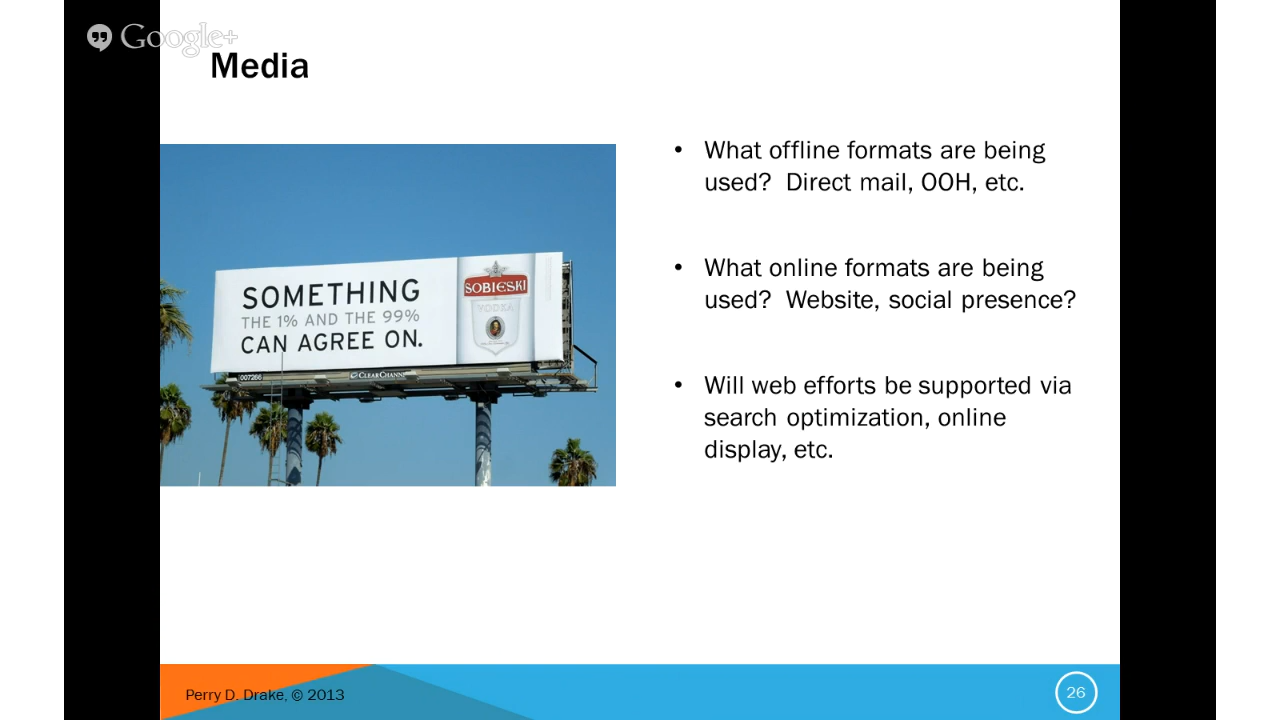 Google+
Media
• What offline formats are being
used? Direct mail, OOH, etc.
• What online formats are being
used? Website, social presence?
• Will web efforts be supported via
search optimization, online
display, etc.
SOMETHING
THE 1% AND THE 99%
CAN AGREE ON.
SOBIESKI
VODKA
007266
CLEARCHANNEL
Perry D. Drake, © 2013
26